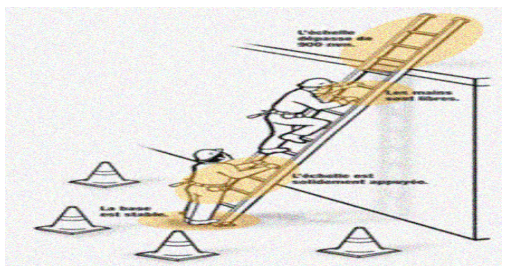 L'échelle
dépasse de
900 mm.
Les mains
sont libres.
L'échelle est
solidement appuyée.
La base
est stable.